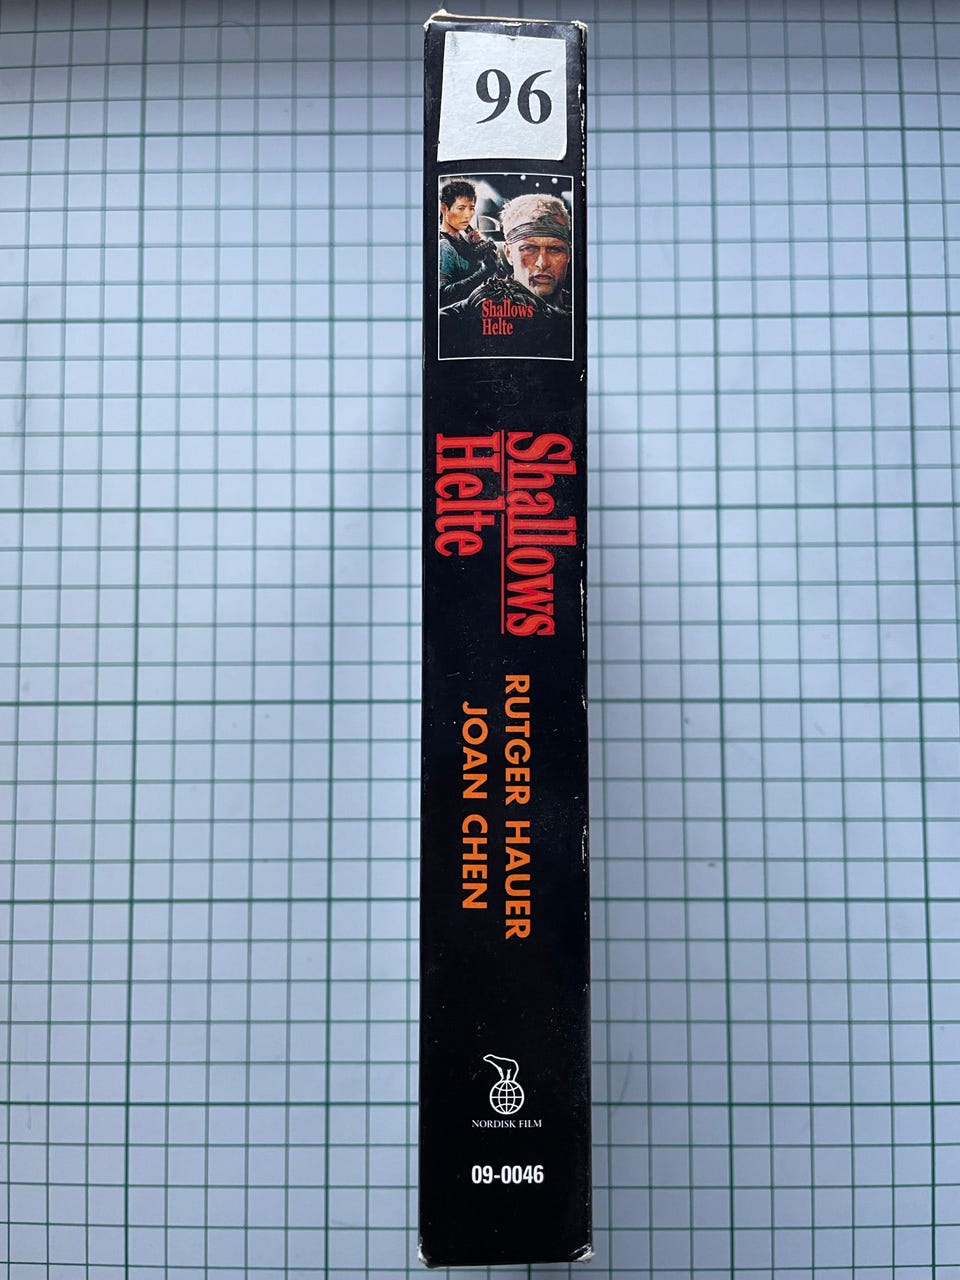 96
Shallows
Helte
Shallows
Helte
RUTGER HAUER
JOAN CHEN
NORDISK FILM
09-0046